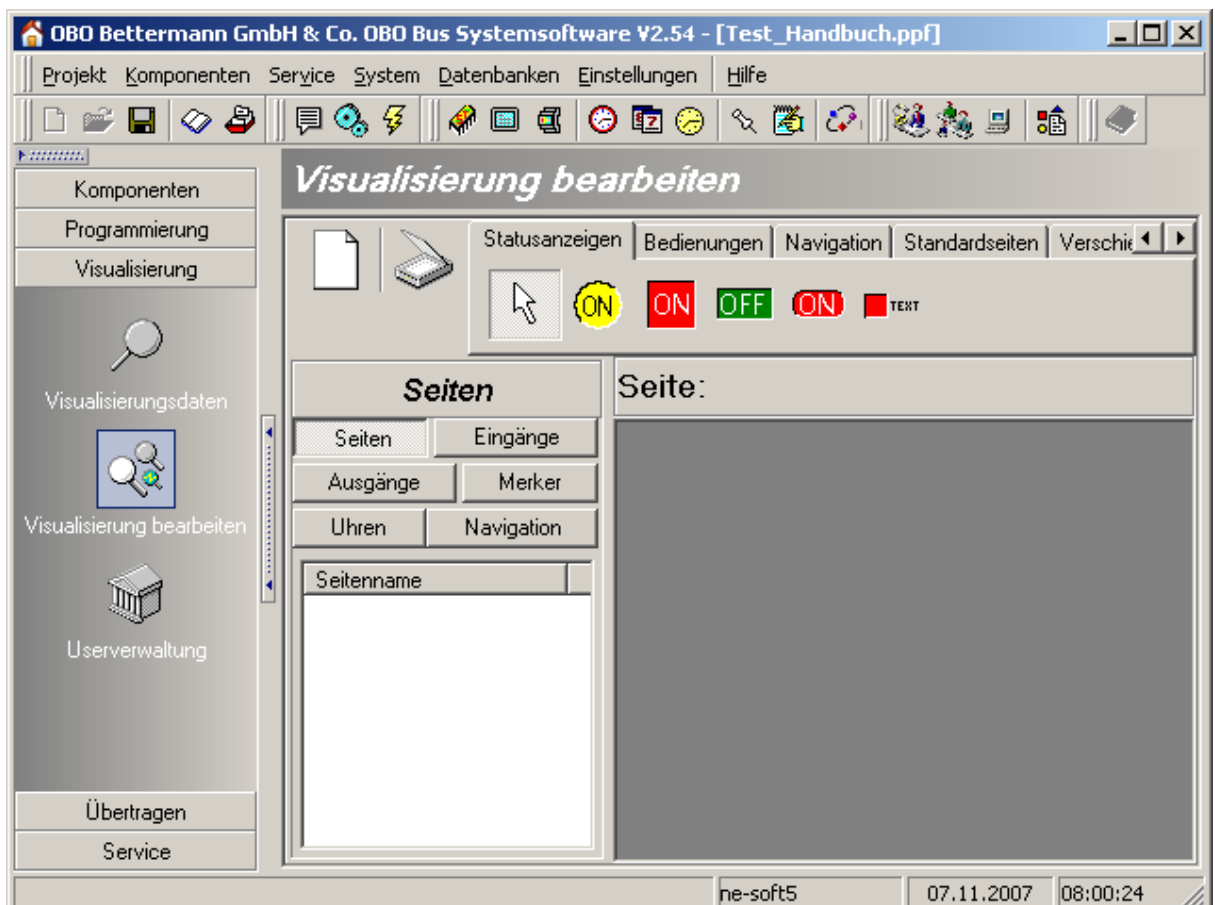 OBO Bettermann GmbH & Co. OBO Bus Systemsoftware V2.54 - [Test_Handbuch.ppf]
Projekt Komponenten Service System Datenbanken Einstellungen Hilfe
Komponenten
Programmierung
Visualisierung
Visualisierungsdaten
Visualisierung bearbeiten
Userverwaltung
Übertragen
Service
Visualisierung bearbeiten
Statusanzeigen Bedienungen Navigation Standardseiten Verschie
ON ON OFF ON TEXT
Seiten
Seiten Eingänge
Ausgänge Merker
Uhren Navigation
Seitenname
Seite:
ne-soft5 07.11.2007 08:00:24